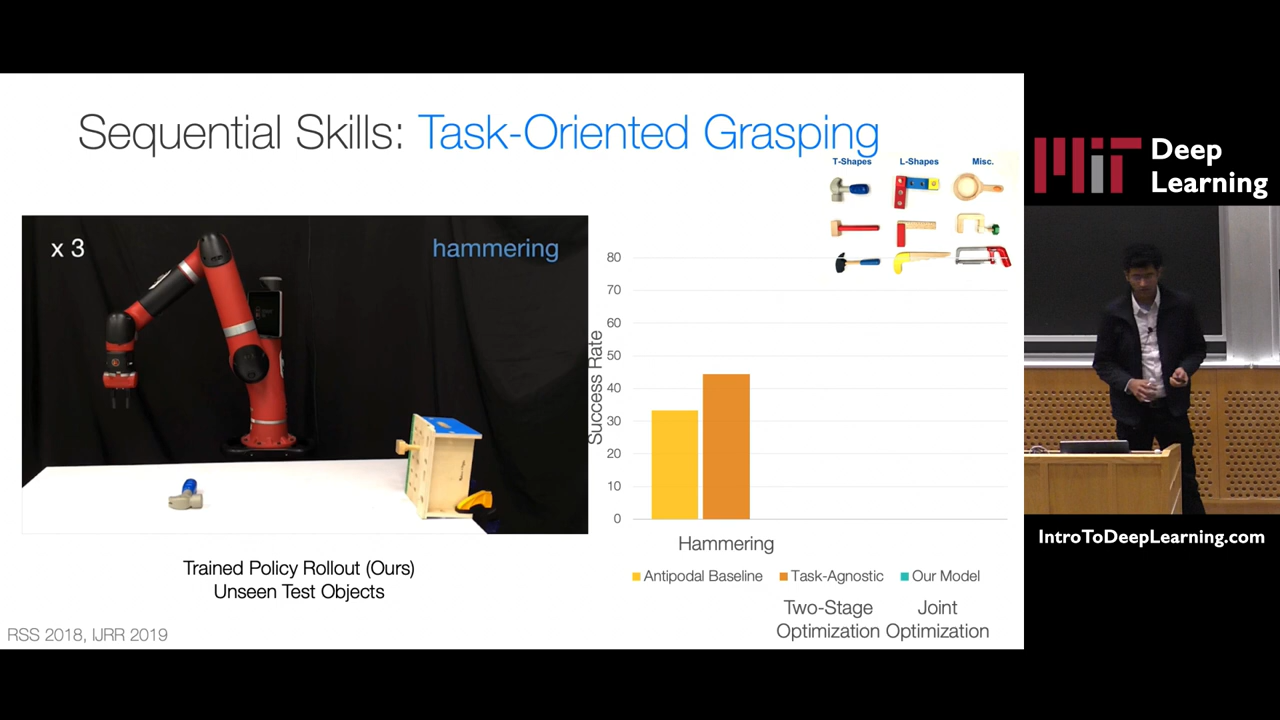 Sequential Skills: Task-Oriented Grasping
T-Shapes L-Shapes Misc.
x 3 hammering
80
70
60
50
40
30
20
10
0
Success Rate
Hammering
Antipodal Baseline Task-Agnostic Our Model
Two-Stage Optimization
Joint Optimization
Trained Policy Rollout (Ours)
Unseen Test Objects
RSS 2018, IJRR 2019
MIT Deep Learning
IntroToDeepLearning.com